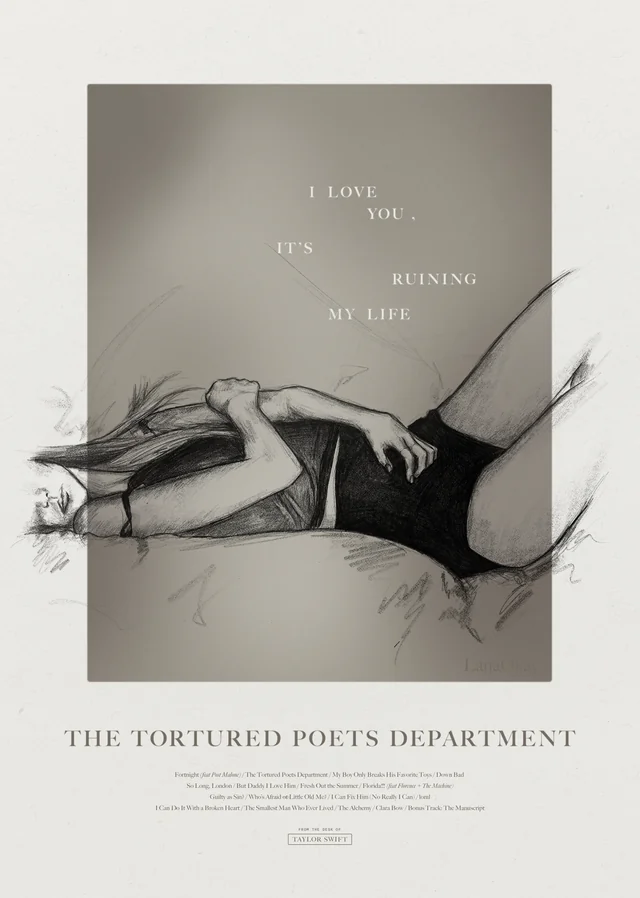 I LOVE
YOU ,
IT'S
RUINING
MY LIFE
THE TORTURED POETS DEPARTMENT
Fortnight (feat Post Malone) / The Tortured Poets Department / My Boy Only Breaks His Favorite Toys / Down Bad
So Long, London / But Daddy I Love Him / Fresh Out the Summer / Florida!!! (feat Florence + The Machine)
Guilty as Sin? / Who's Afraid of Little Old Me? / I Can Fix Him (No Really I Can) / loml
I Can Do It With a Broken Heart / The Smallest Man Who Ever Lived / The Alchemy / Clara Bow / Bonus Track: The Manuscript
FROM THE DESK OF
TAYLOR SWIFT